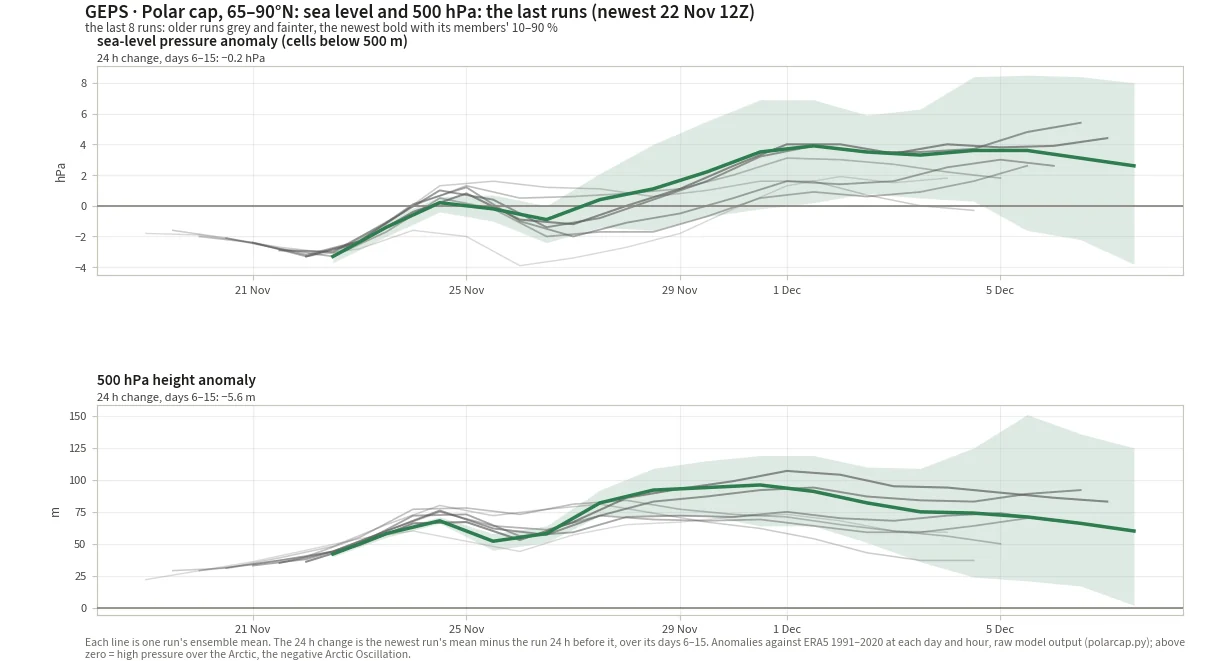 GEPS · Polar cap, 65–90°N: sea level and 500 hPa: the last runs (newest 22 Nov 12Z)
the last 8 runs: older runs grey and fainter, the newest bold with its members' 10–90 %
sea-level pressure anomaly (cells below 500 m)
24 h change, days 6–15: −0.2 hPa
8
6
4
2
0
−2
−4
hPa
21 Nov
25 Nov
29 Nov
1 Dec
5 Dec
500 hPa height anomaly
24 h change, days 6–15: −5.6 m
150
125
100
75
50
25
0
m
21 Nov
25 Nov
29 Nov
1 Dec
5 Dec
Each line is one run's ensemble mean. The 24 h change is the newest run's mean minus the run 24 h before it, over its days 6–15. Anomalies against ERA5 1991–2020 at each day and hour, raw model output (polarcap.py); above
zero = high pressure over the Arctic, the negative Arctic Oscillation.